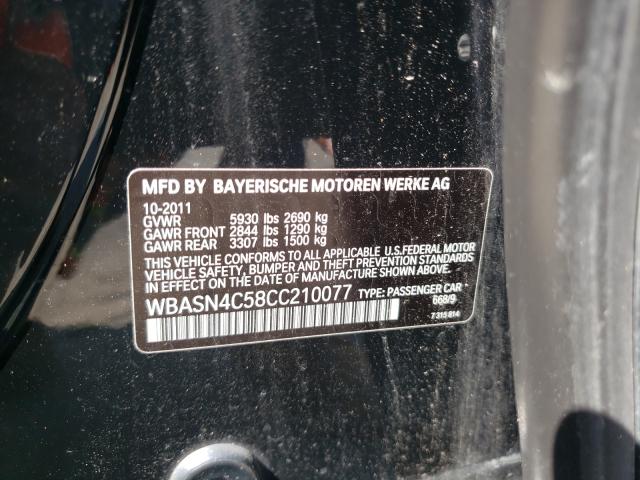 MFD BY BAYERISCHE MOTOREN WERKE AG
10-2011
GVWR 5930 lbs 2690 kg
GAWR FRONT 2844 lbs 1290 kg
GAWR REAR 3307 lbs 1500 kg
THIS VEHICLE CONFORMS TO ALL APPLICABLE U.S.FEDERAL MOTOR
VEHICLE SAFETY, BUMPER AND THEFT PREVENTION STANDARDS
IN EFFECT ON THE DATE OF MANUFACTURE SHOWN ABOVE.
WBASN4C58CC210077 TYPE: PASSENGER CAR
668/9
7 315 814